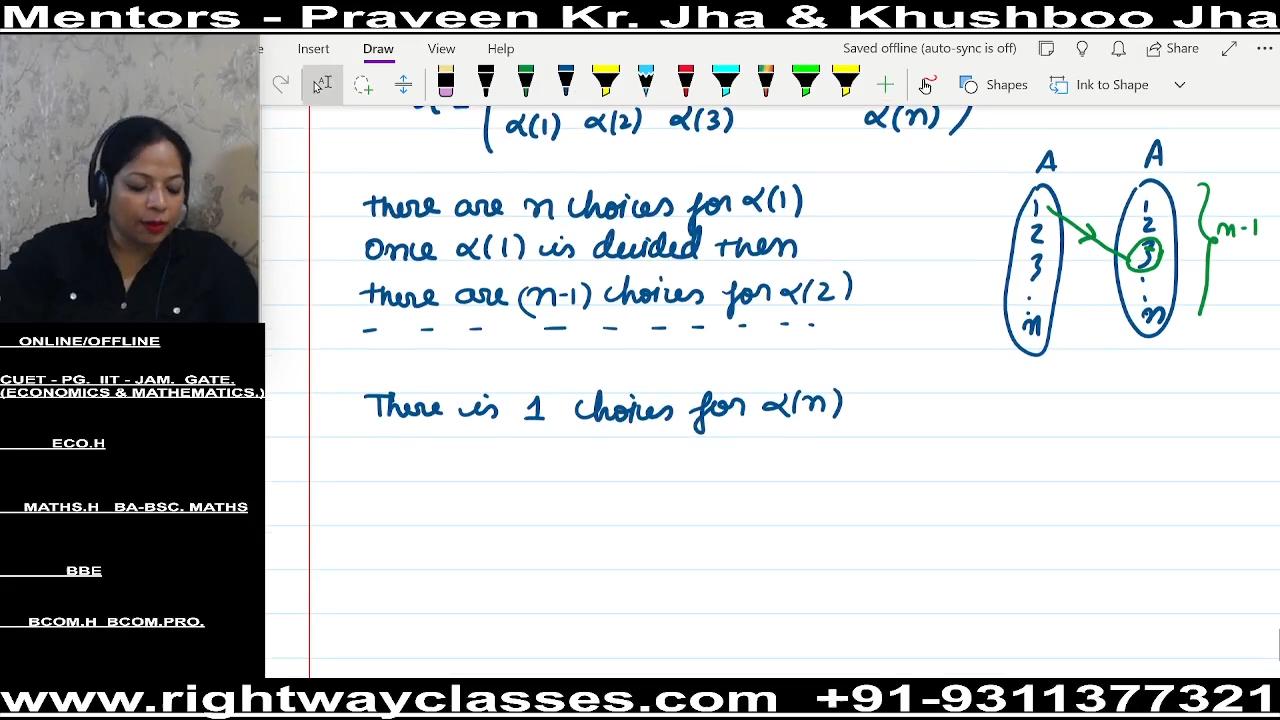 Mentors - Praveen Kr. Jha & Khushboo Jha
Insert Draw View Help
Saved offline (auto-sync is off)
Share
Shapes
Ink to Shape
α(1) α(2) α(3) α(n)
there are n choices for α(1)
Once α(1) is decided then
there are (n-1) choices for α(2)
There is 1 choices for α(n)
A A
1 1
2 2
3 3
n n
n-1
ONLINE/OFFLINE
CUET - PG. IIT - JAM. GATE.
(ECONOMICS & MATHEMATICS.)
ECO.H
MATHS.H BA-BSC. MATHS
BBE
BCOM.H BCOM.PRO.
www.rightwayclasses.com +91-9311377321